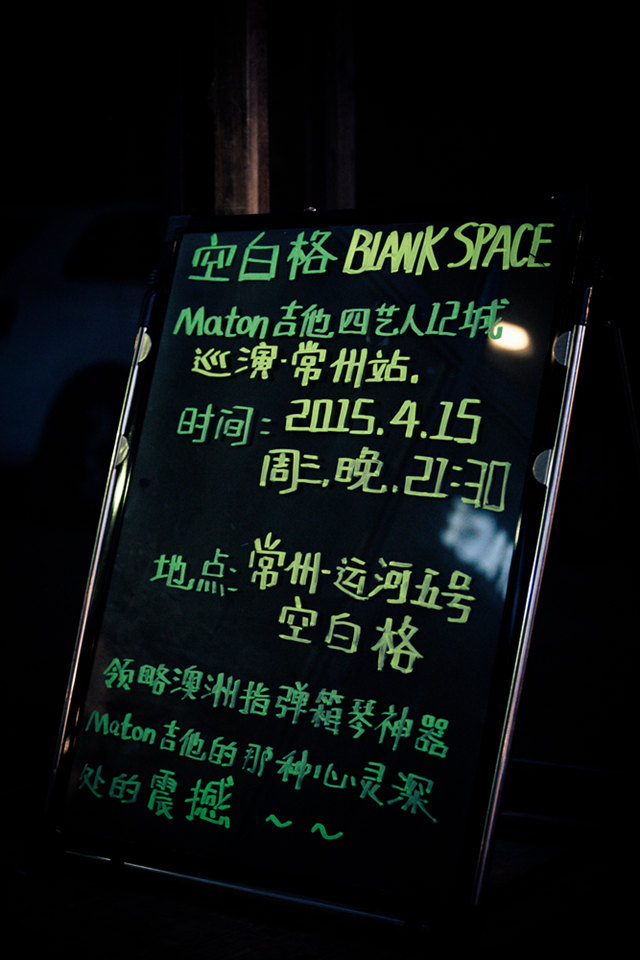 空白格 BLANK SPACE
Maton吉他四艺人12城
巡演·常州站.
时间: 2015.4.15
周三.晚.21:30
地点: 常州-运河五号
空白格
领略澳洲指弹箱琴神器
Maton吉他的那种心灵深
处的震撼~~